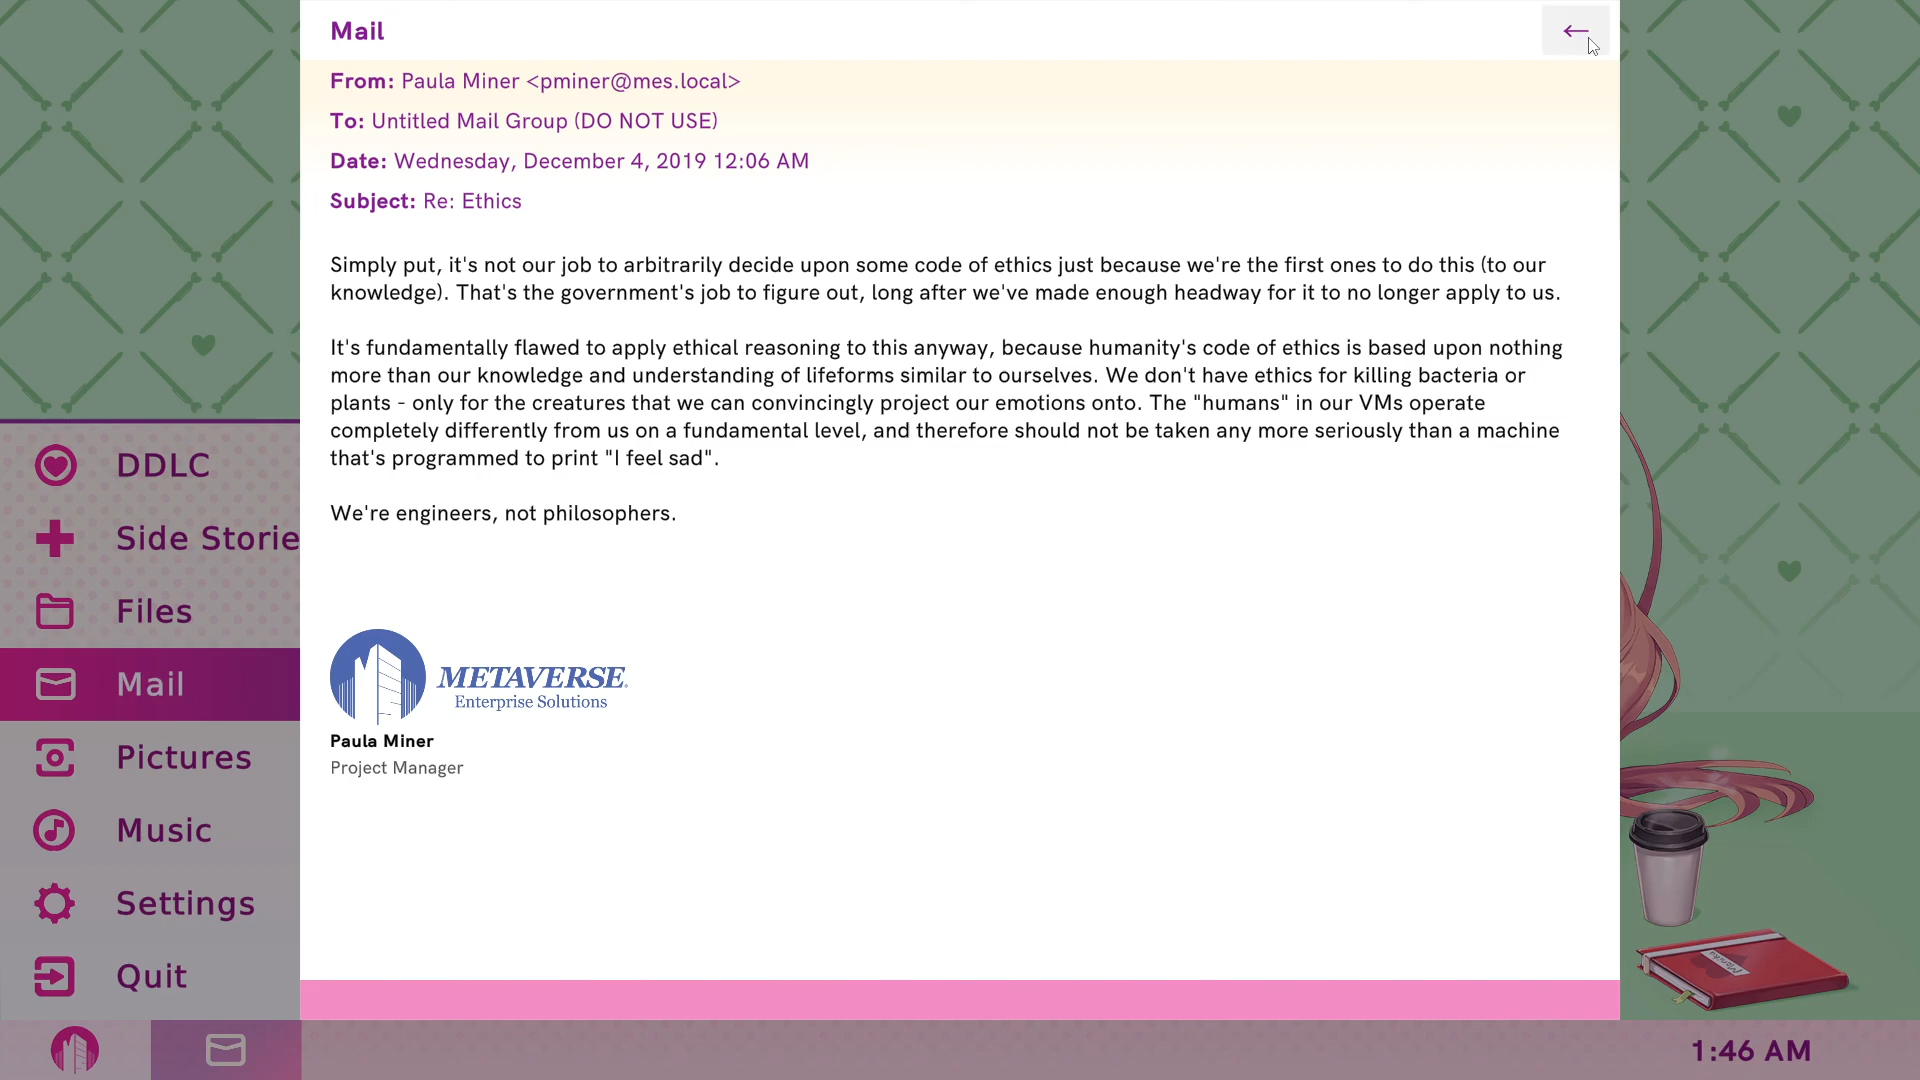 Mail
←
From: Paula Miner <pminer@mes.local>
To: Untitled Mail Group (DO NOT USE)
Date: Wednesday, December 4, 2019 12:06 AM
Subject: Re: Ethics
Simply put, it's not our job to arbitrarily decide upon some code of ethics just because we're the first ones to do this (to our
knowledge). That's the government's job to figure out, long after we've made enough headway for it to no longer apply to us.
It's fundamentally flawed to apply ethical reasoning to this anyway, because humanity's code of ethics is based upon nothing
more than our knowledge and understanding of lifeforms similar to ourselves. We don't have ethics for killing bacteria or
plants - only for the creatures that we can convincingly project our emotions onto. The "humans" in our VMs operate
completely differently from us on a fundamental level, and therefore should not be taken any more seriously than a machine
that's programmed to print "I feel sad".
We're engineers, not philosophers.
METAVERSE.
Enterprise Solutions
Paula Miner
Project Manager
DDLC
Side Storie
Files
Mail
Pictures
Music
Settings
Quit
1:46 AM